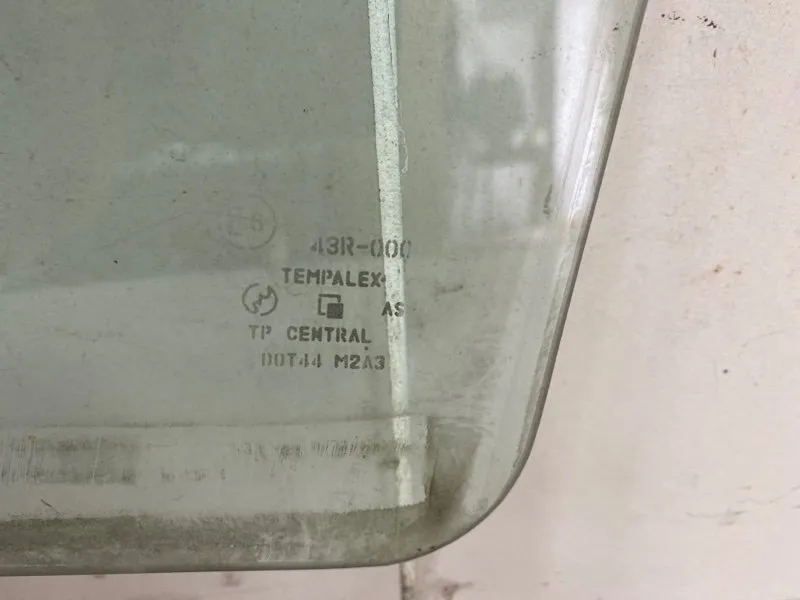 43R-000
TEMPALEX
AS
TP CENTRAL
DOT44 M2A3